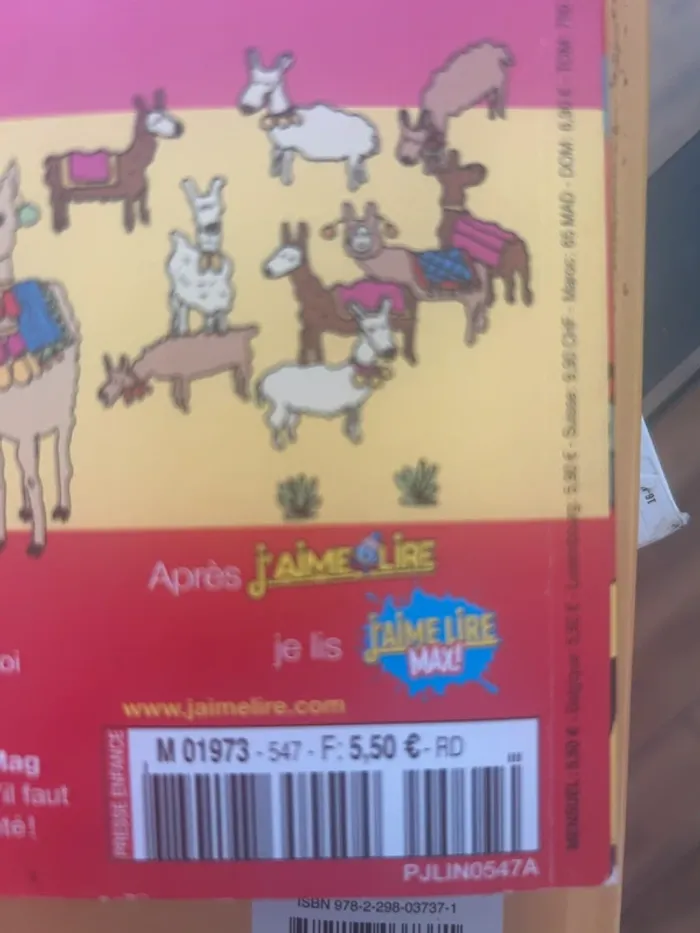 Après J'AIME LIRE
je lis J'AIME LIRE MAX!
oi
www.jaimelire.com
Mag
'il faut
té!
PRESSE ENFANCE
M 01973 - 547 - F: 5,50 € - RD
PJLIN0547A
MENSUEL: 5,50 € - Belgique: 5,50 € - Luxembourg: 5,90 € - Suisse: 9,90 CHF - Maroc: 65 MAD - DOM: 6,90 € - TOM:
ISBN 978-2-298-03737-1